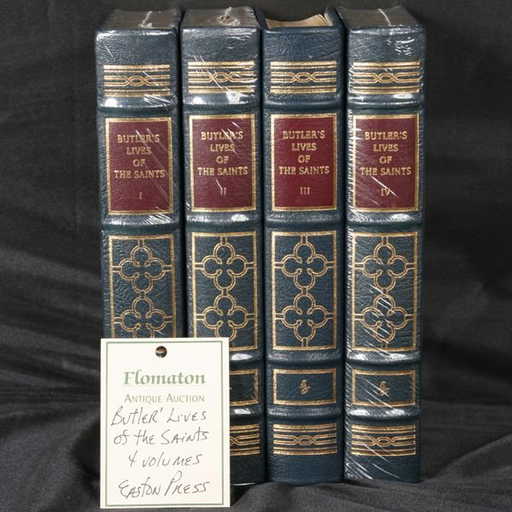 BUTLER'S
LIVES
OF
THE SAINTS
I
BUTLER'S
LIVES
OF
THE SAINTS
II
BUTLER'S
LIVES
OF
THE SAINTS
III
BUTLER'S
LIVES
OF
THE SAINTS
IV
Flomaton
ANTIQUE AUCTION
BUTLER' LIVES
of the SAINTS
4 VOLUMES
EASTON PRESS